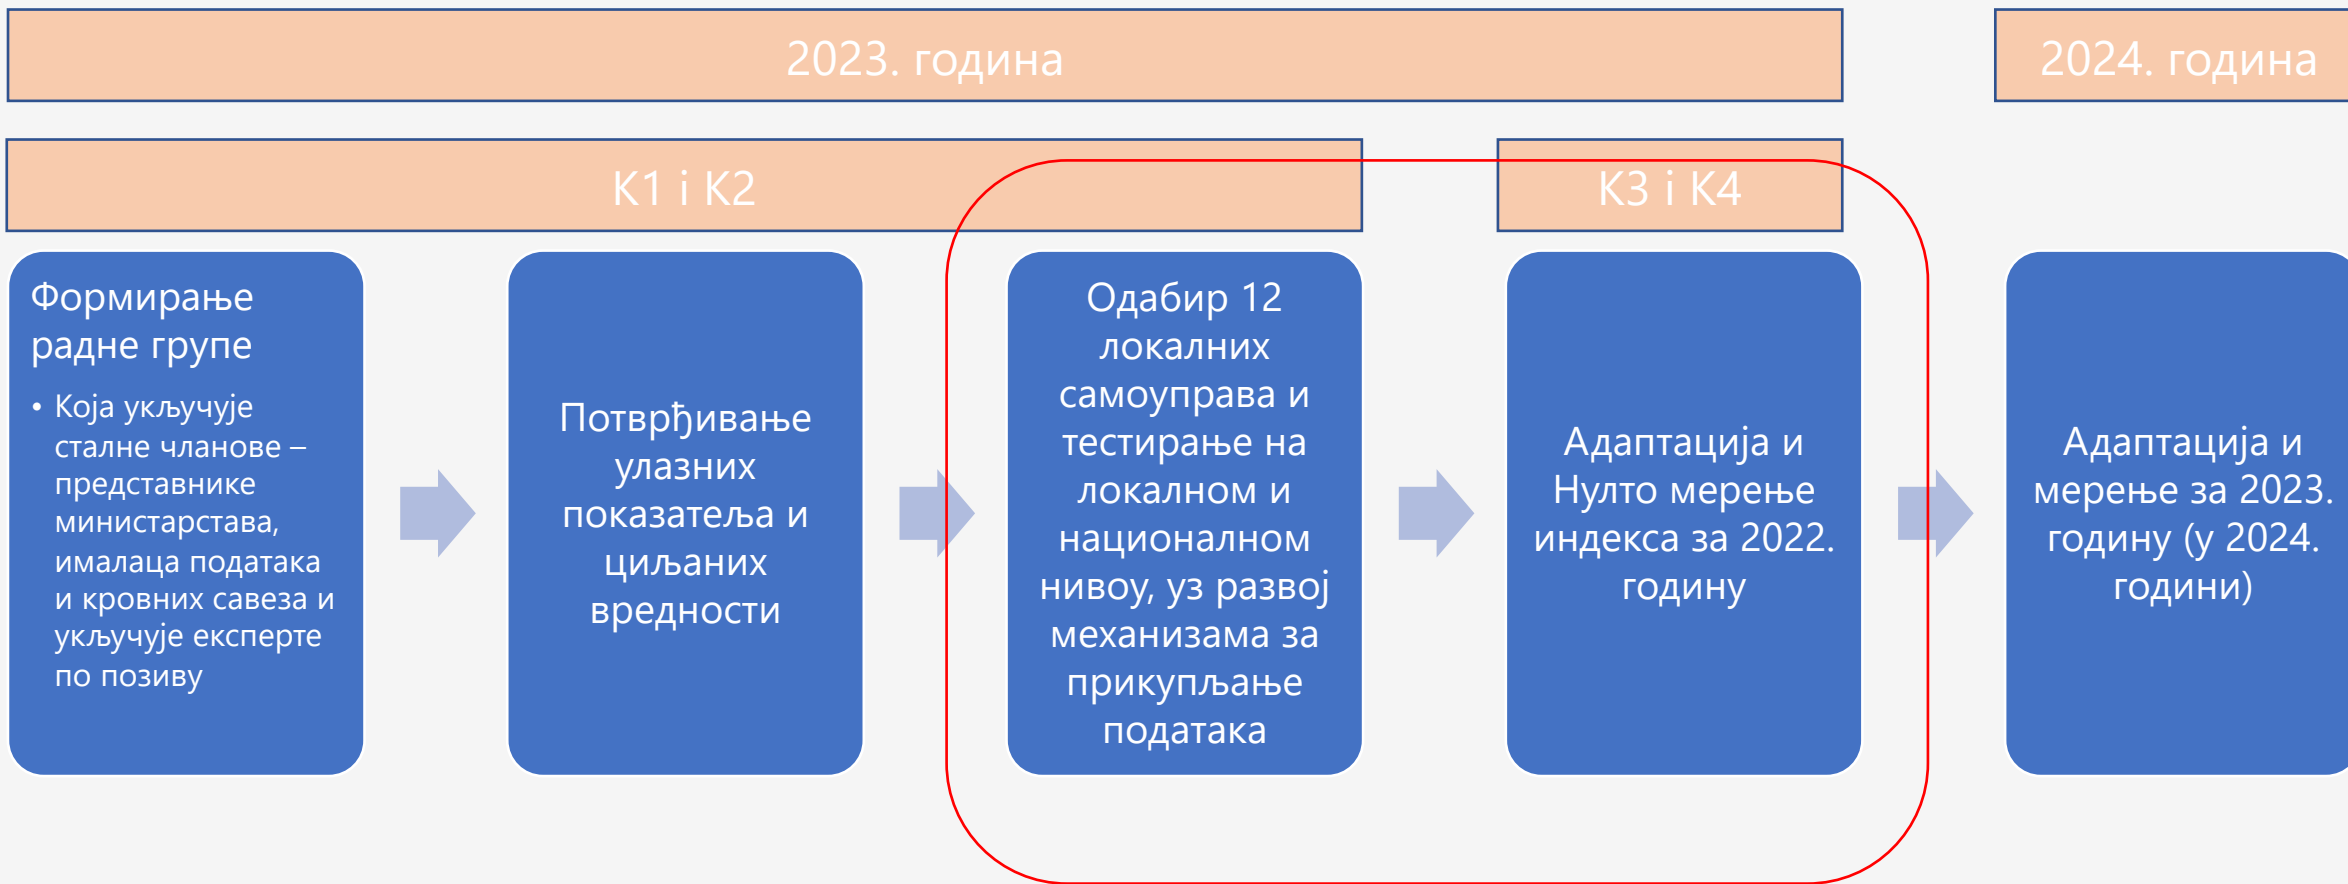 2023. година
2024. година
К1 i К2
К3 i К4
Формирање
радне групе
• Која укључује
сталне чланове –
представнике
министарстава,
ималаца података
и кровних савеза и
укључује експерте
по позиву
Потврђивање
улазних
показатеља и
циљаних
вредности
Одабир 12
локалних
самоуправа и
тестирање на
локалном и
националном
нивоу, уз развој
механизама за
прикупљање
података
Адаптација и
Нулто мерење
индекса за 2022.
годину
Адаптација и
мерење за 2023.
годину (у 2024.
години)